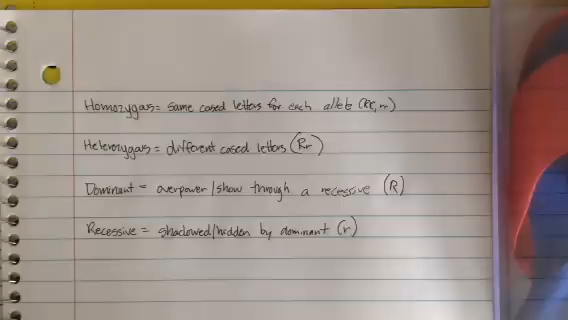 Homozygous = same cased letters for each allele (RR, rr)
Heterozygous = different cased letters (Rr)
Dominant = overpower/show through a recessive (R)
Recessive = shadowed/hidden by dominant (r)